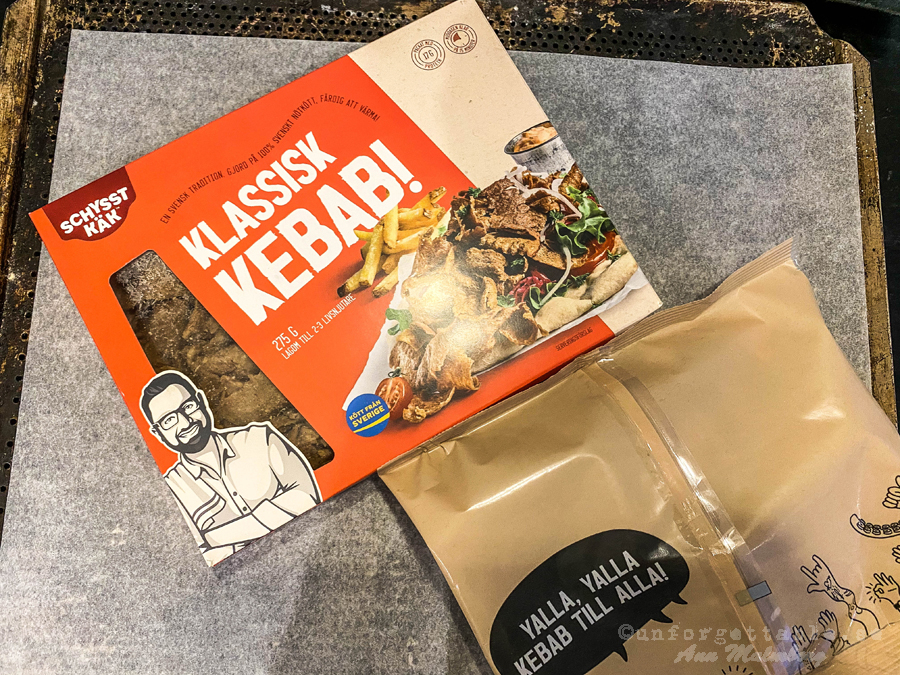 EN SVENSK TRADITION. GJORD PÅ 100% SVENSKT NÖTKÖTT. FÄRDIG ATT VÄRMA!
SCHYSST
KÄK
KLASSISK
KEBAB!
275 G
LAGOM TILL 2-3 LIVSNJUTARE
KÖTT FRÅN
SVERIGE
SERVERINGSFÖRSLAG
YALLA, YALLA
KEBAB TILL ALLA!
Ann Malmberg